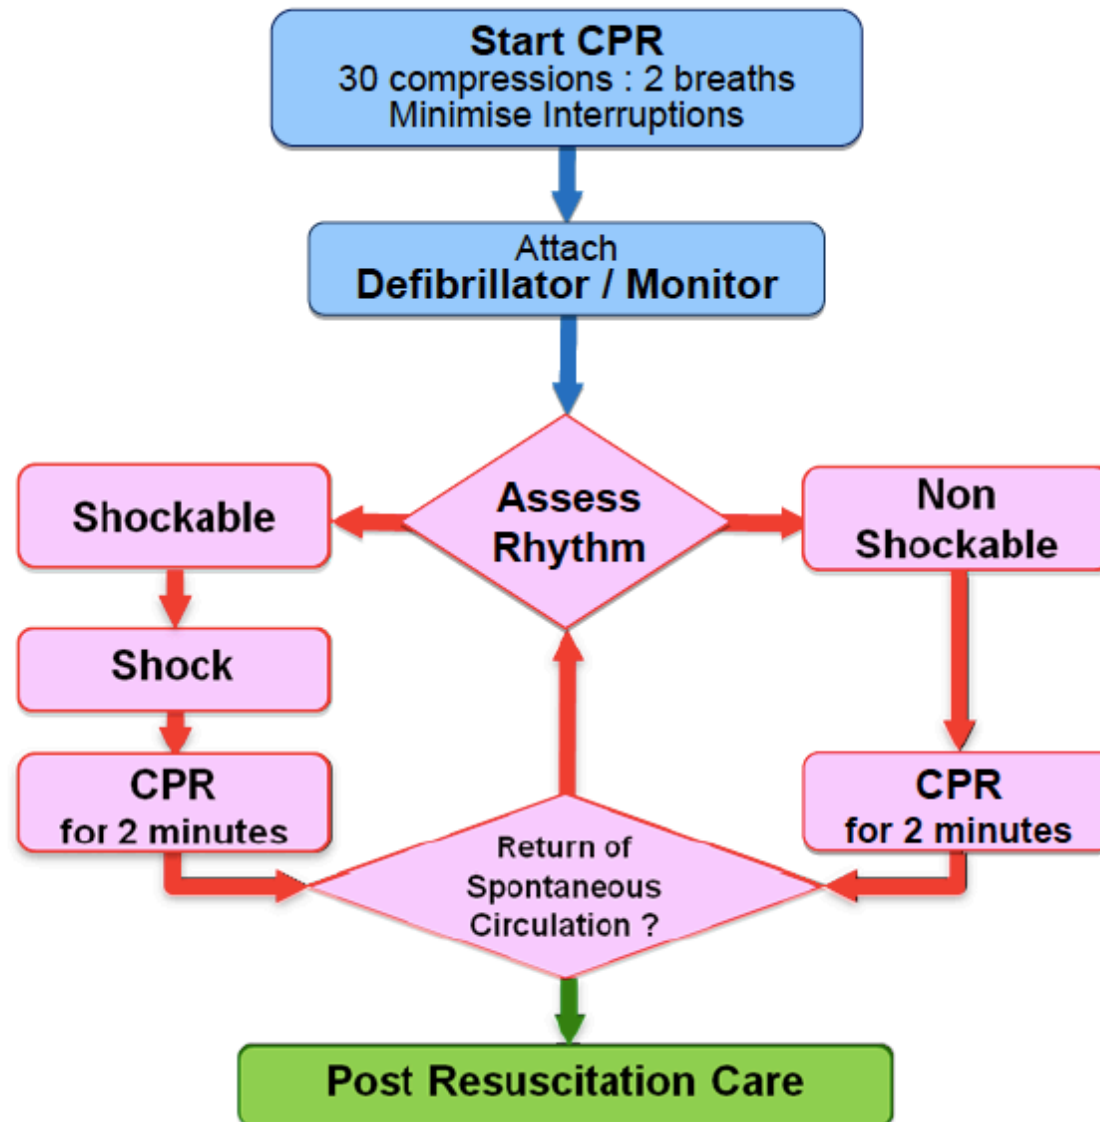 Start CPR
30 compressions : 2 breaths
Minimise Interruptions
Attach
Defibrillator / Monitor
Assess
Rhythm
Shockable
Non
Shockable
Shock
CPR
for 2 minutes
CPR
for 2 minutes
Return of
Spontaneous
Circulation ?
Post Resuscitation Care